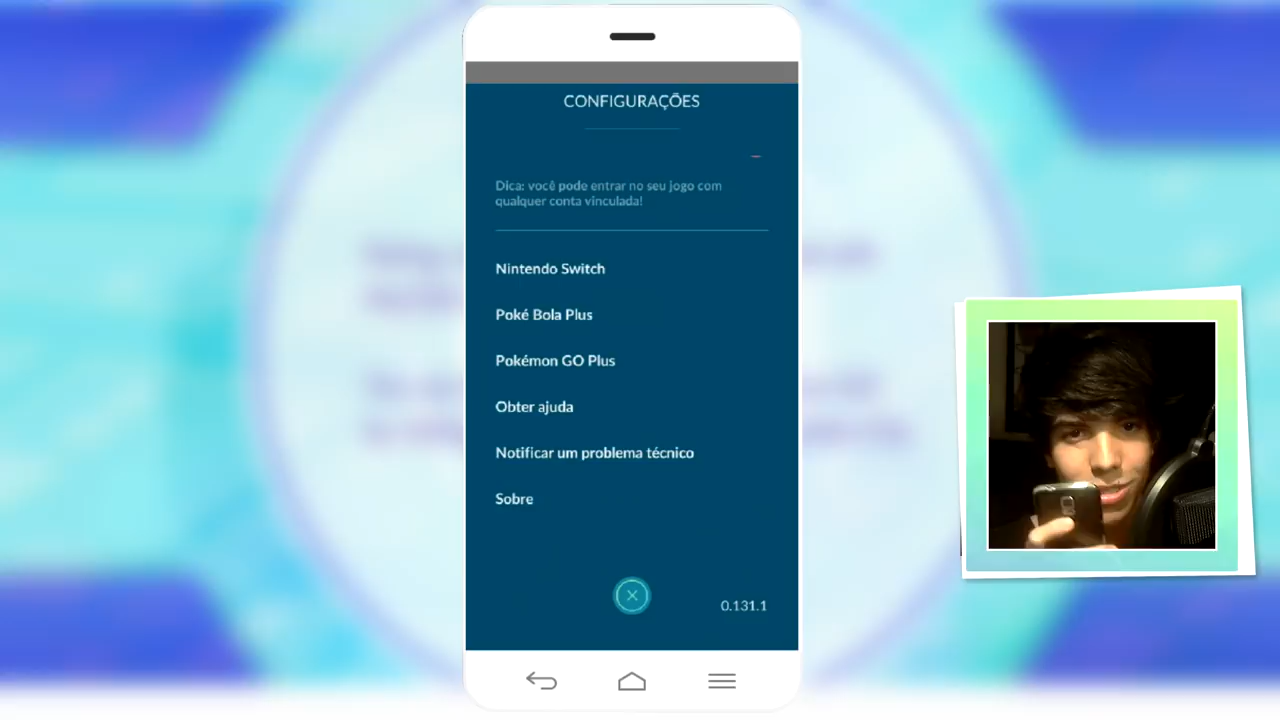 CONFIGURAÇÕES
Dica: você pode entrar no seu jogo com
qualquer conta vinculada!
Nintendo Switch
Poké Bola Plus
Pokémon GO Plus
Obter ajuda
Notificar um problema técnico
Sobre
0.131.1